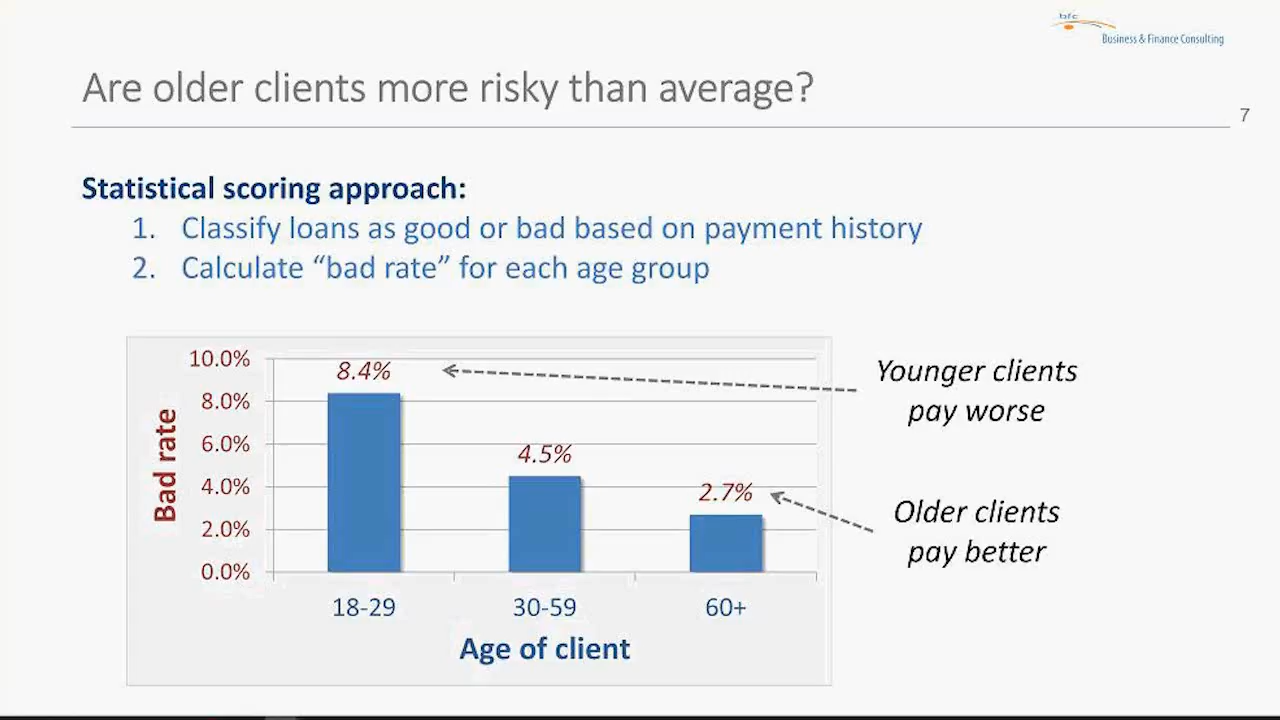 bfc
Business & Finance Consulting
Are older clients more risky than average?
7
Statistical scoring approach:
1. Classify loans as good or bad based on payment history
2. Calculate “bad rate” for each age group
10.0%
8.0%
6.0%
4.0%
2.0%
0.0%
Bad rate
8.4%
4.5%
2.7%
18-29
30-59
60+
Age of client
Younger clients
pay worse
Older clients
pay better